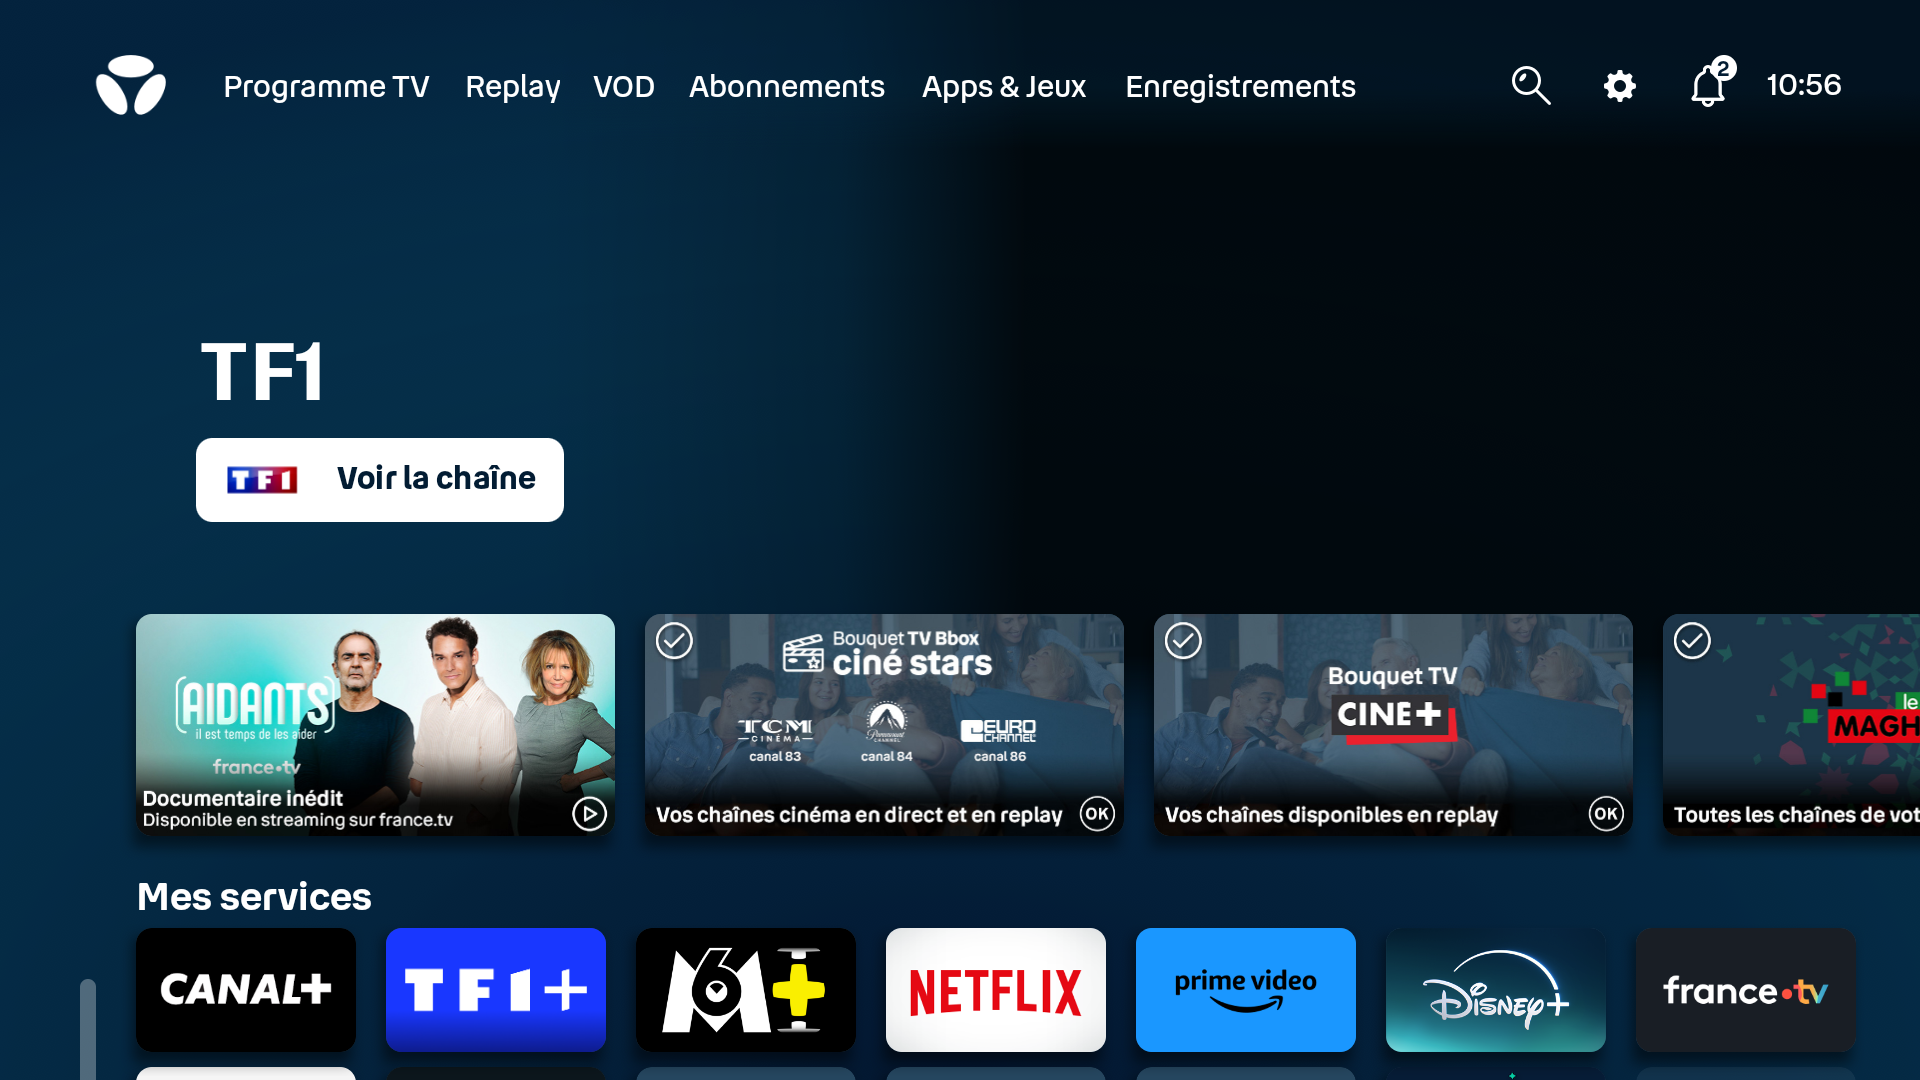 Programme TV
Replay
VOD
Abonnements
Apps & Jeux
Enregistrements
2
10:56
TF1
TF1
Voir la chaîne
AIDANTS
il est temps de les aider
france•tv
Documentaire inédit
Disponible en streaming sur france.tv
Bouquet TV Bbox
ciné stars
TCM
CINÉMA
canal 83
Paramount
CHANNEL
canal 84
EURO
CHANNEL
canal 86
Vos chaînes cinéma en direct et en replay
OK
Bouquet TV
CINE+
Vos chaînes disponibles en replay
OK
le
MAGH
Toutes les chaînes de vot
Mes services
CANAL+
TF1+
M6+
NETFLIX
prime video
Disney+
france•tv